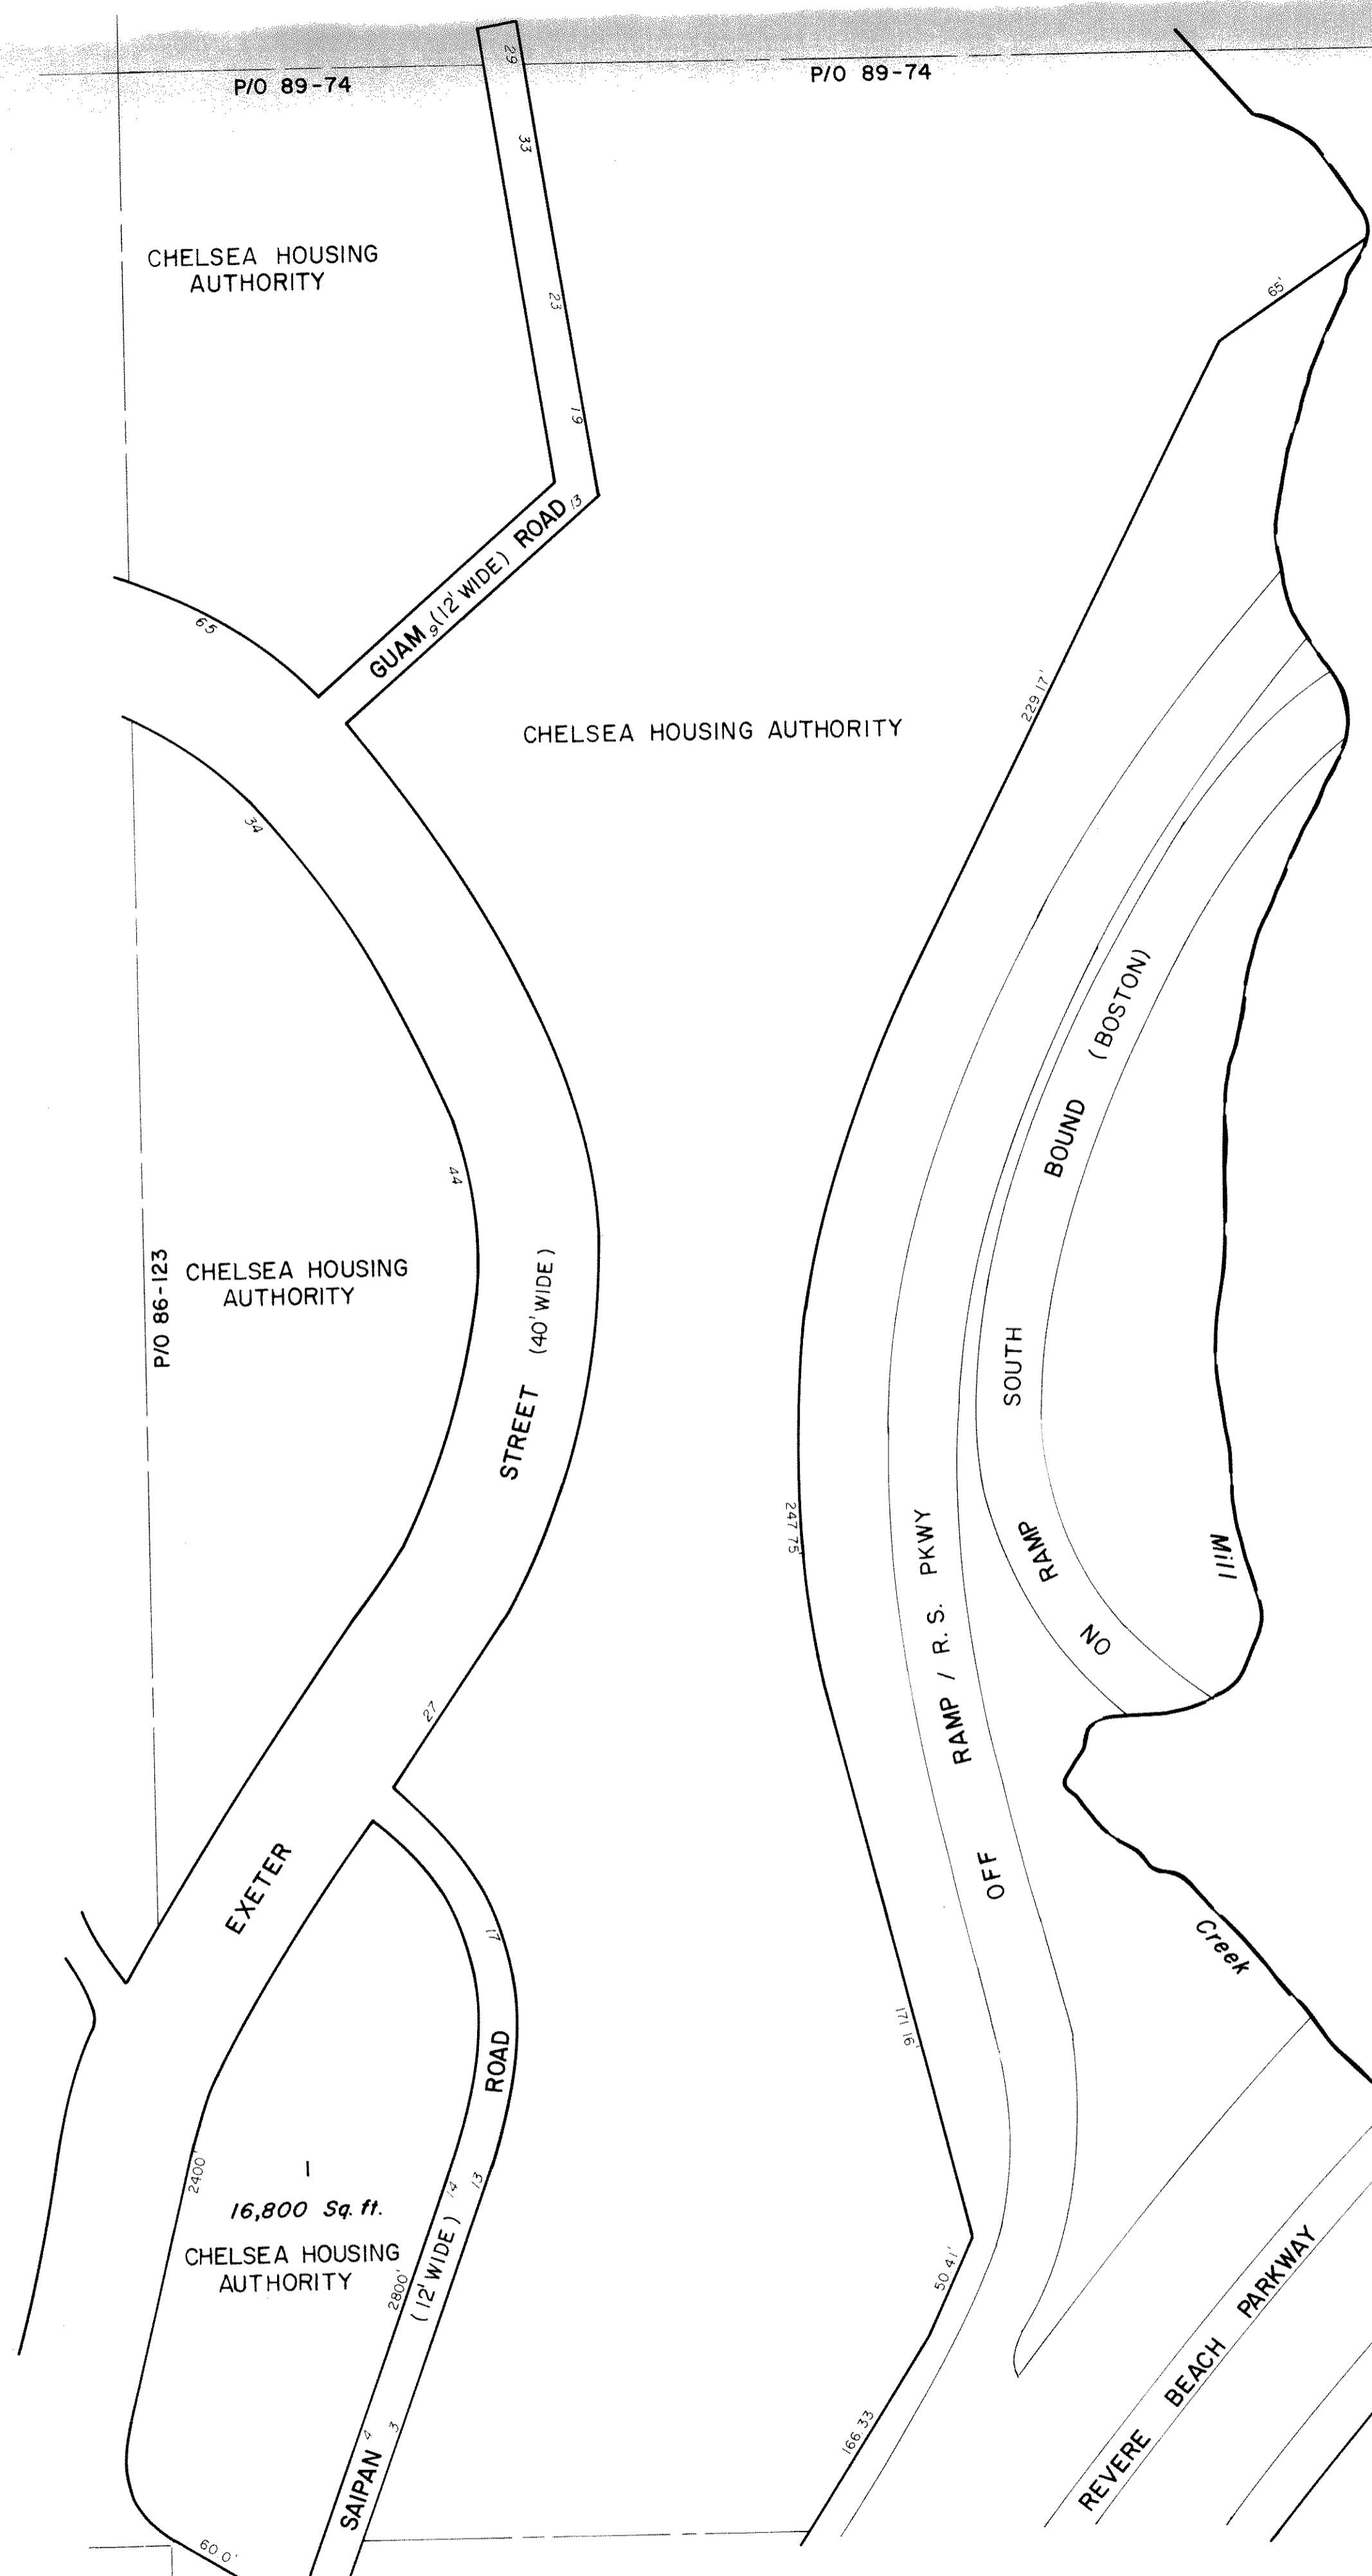 29
P/O 89-74
P/O 89-74
33
CHELSEA HOUSING
AUTHORITY
65'
23
19
13
GUAM (12' WIDE) ROAD
9
65
229.17'
CHELSEA HOUSING AUTHORITY
34
SOUTH BOUND (BOSTON)
44
P/O 86-123
CHELSEA HOUSING
AUTHORITY
STREET (40' WIDE)
247 75'
OFF RAMP / R. S. PKWY
ON RAMP
Mill
27
EXETER
17
Creek
171 16'
ROAD
2400'
1
16,800 Sq. ft.
14
13
CHELSEA HOUSING
AUTHORITY
2800'
(12' WIDE)
50.41'
REVERE BEACH PARKWAY
166.33
4
3
SAIPAN
60.0'